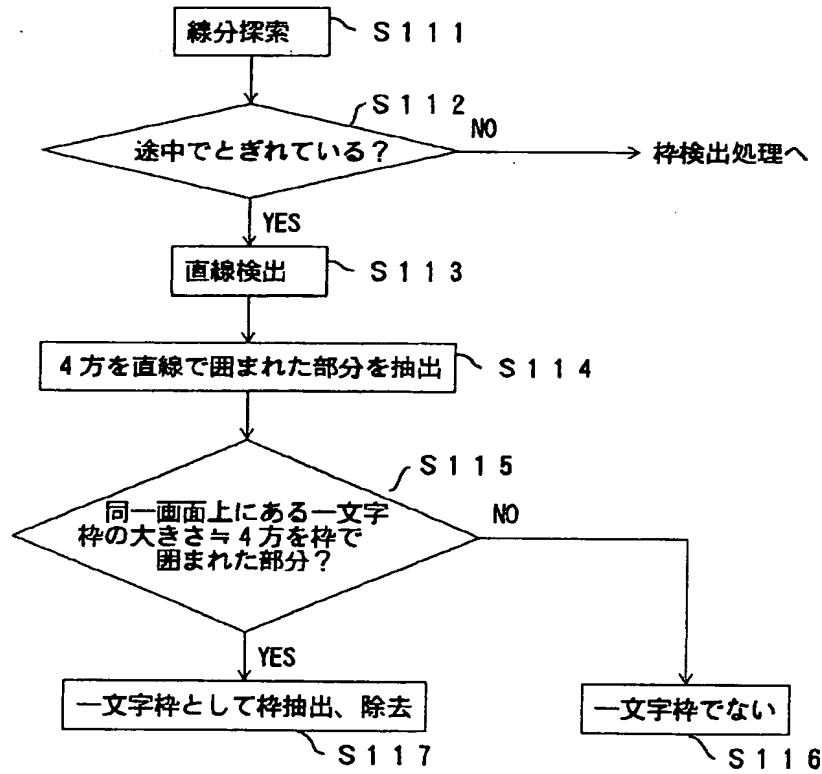 線分探索
S111
S112
途中でとぎれている?
NO
枠検出処理へ
YES
直線検出
S113
4方を直線で囲まれた部分を抽出
S114
S115
同一画面上にある一文字
枠の大きさ≒4方を枠で
囲まれた部分?
NO
YES
一文字枠として枠抽出、除去
S117
一文字枠でない
S116